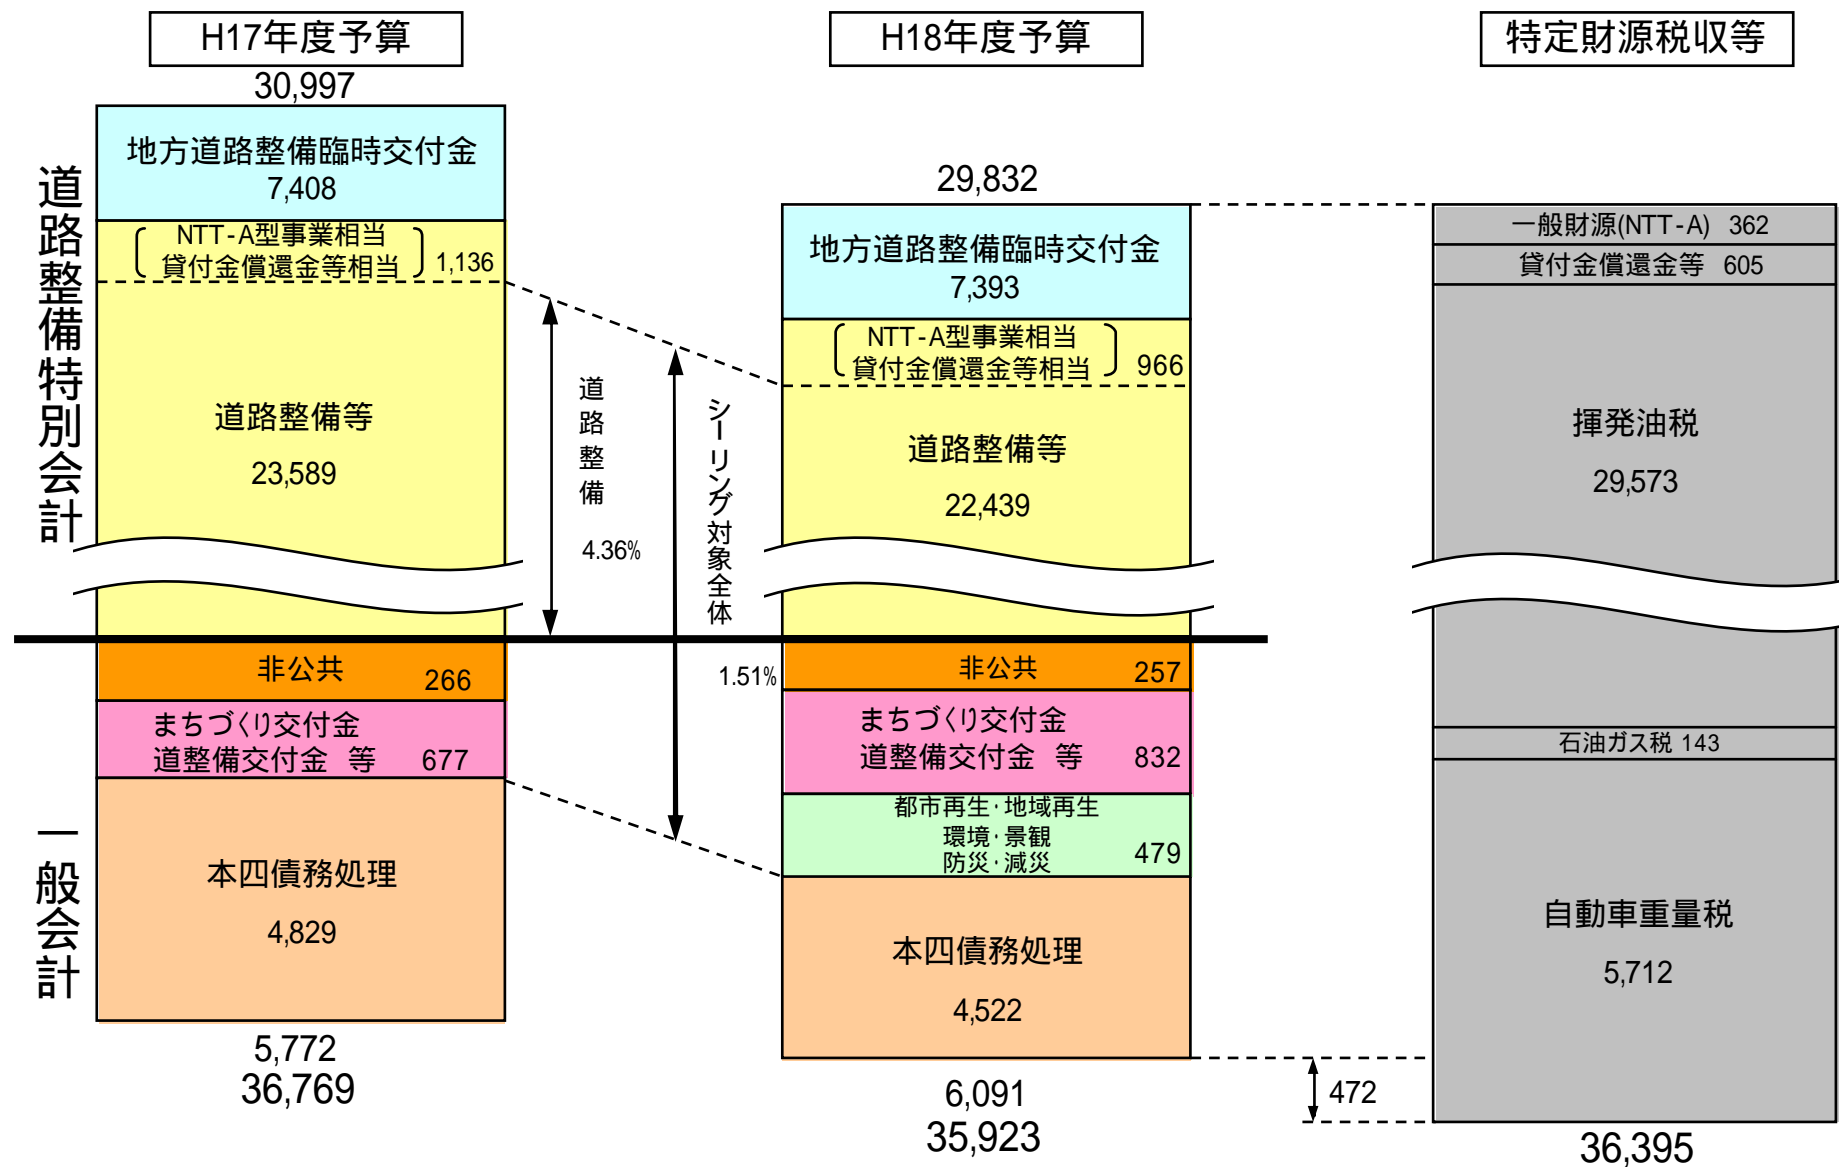 H17年度予算
30,997
道路整備特別会計
地方道路整備臨時交付金
7,408
NTT-A型事業相当
貸付金償還金等相当 1,136
道路整備等
23,589
非公共 266
まちづくり交付金
道整備交付金 等 677
一般会計
本四債務処理
4,829
5,772
36,769
道路整備
4.36%
シーリング対象全体
1.51%
H18年度予算
29,832
地方道路整備臨時交付金
7,393
NTT-A型事業相当
貸付金償還金等相当 966
道路整備等
22,439
非公共 257
まちづくり交付金
道整備交付金 等 832
都市再生・地域再生
環境・景観
防災・減災 479
本四債務処理
4,522
6,091
35,923
472
特定財源税収等
一般財源(NTT-A) 362
貸付金償還金等 605
揮発油税
29,573
石油ガス税 143
自動車重量税
5,712
36,395